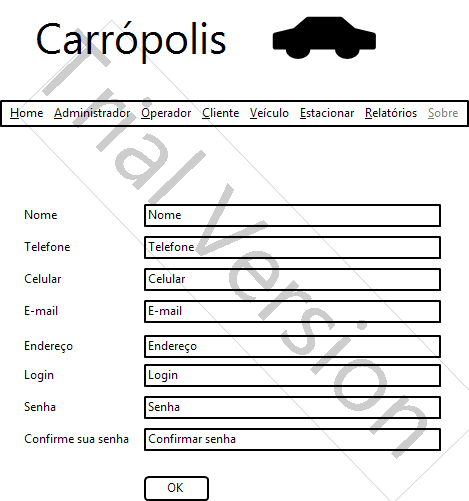 Carrópolis
Home Administrador Operador Cliente Veículo Estacionar Relatórios Sobre
Nome Nome
Telefone Telefone
Celular Celular
E-mail E-mail
Endereço Endereço
Login Login
Senha Senha
Confirme sua senha Confirmar senha
OK
Trial Version